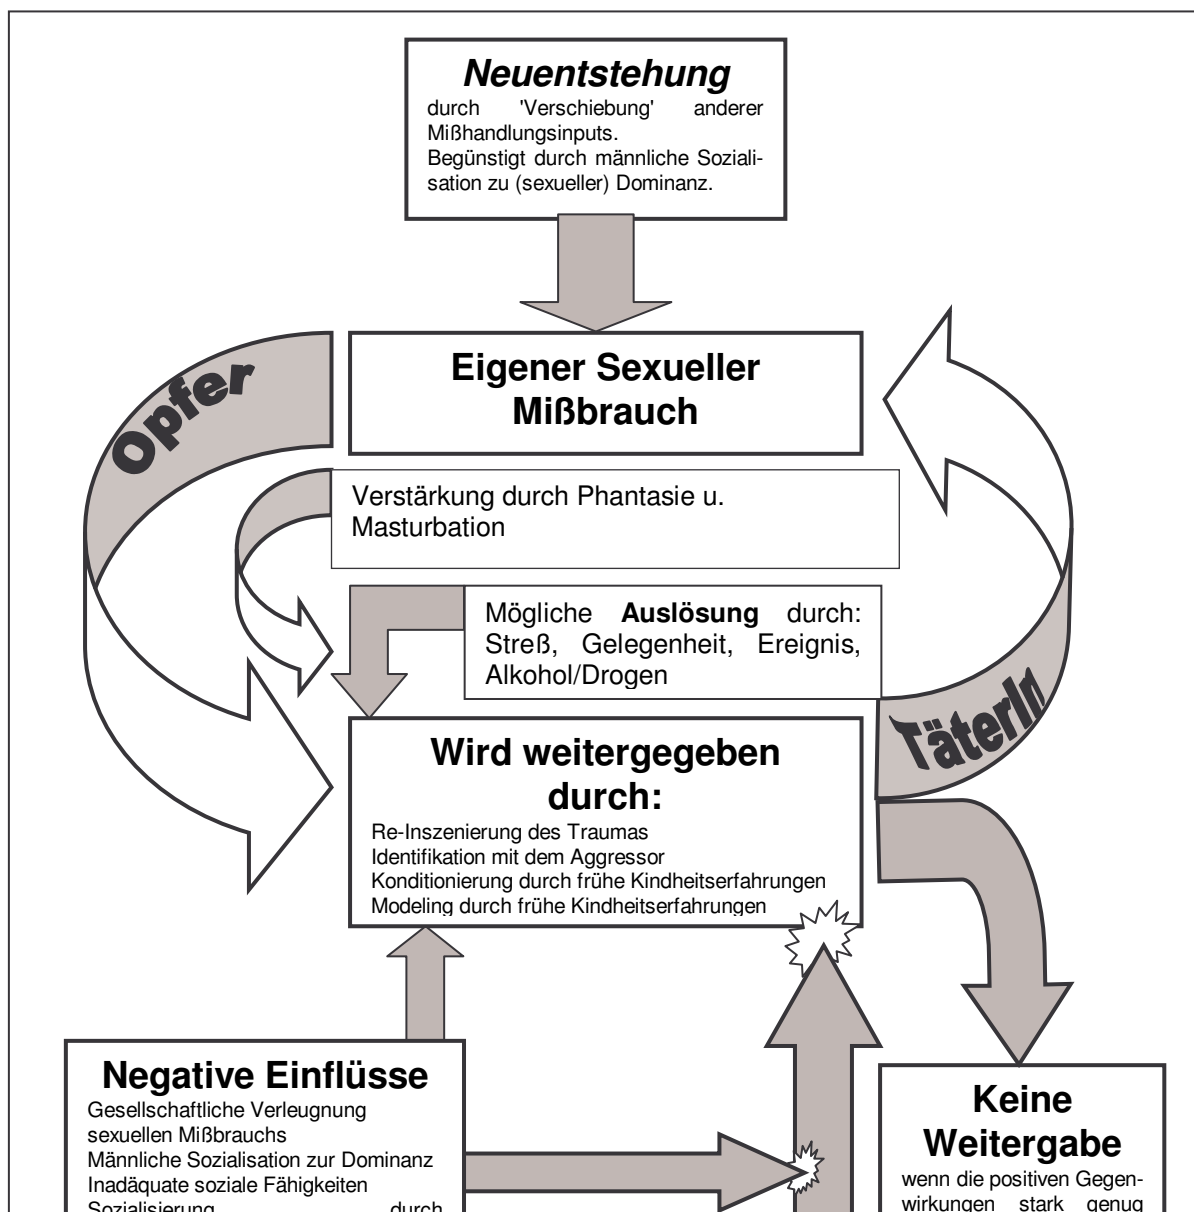 Neuentstehung
durch 'Verschiebung' anderer
Mißhandlungsinputs.
Begünstigt durch männliche Soziali-
sation zu (sexueller) Dominanz.
Eigener Sexueller
Mißbrauch
Opfer
Verstärkung durch Phantasie u.
Masturbation
Mögliche Auslösung durch:
Streß, Gelegenheit, Ereignis,
Alkohol/Drogen
TäterIn
Wird weitergegeben
durch:
Re-Inszenierung des Traumas
Identifikation mit dem Aggressor
Konditionierung durch frühe Kindheitserfahrungen
Modeling durch frühe Kindheitserfahrungen
Negative Einflüsse
Gesellschaftliche Verleugnung
sexuellen Mißbrauchs
Männliche Sozialisation zur Dominanz
Inadäquate soziale Fähigkeiten
Sozialisierung durch
Keine
Weitergabe
wenn die positiven Gegen-
wirkungen stark genug